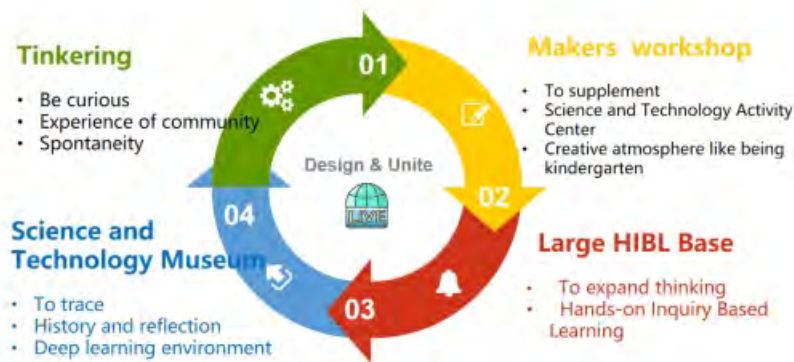 Tinkering
• Be curious
• Experience of community
• Spontaneity
01
Makers workshop
• To supplement
• Science and Technology Activity
Center
• Creative atmosphere like being
kindergarten
02
Design & Unite
LIVE
04
Science and
Technology Museum
• To trace
• History and reflection
• Deep learning environment
03
Large HIBL Base
• To expand thinking
• Hands-on Inquiry Based
Learning